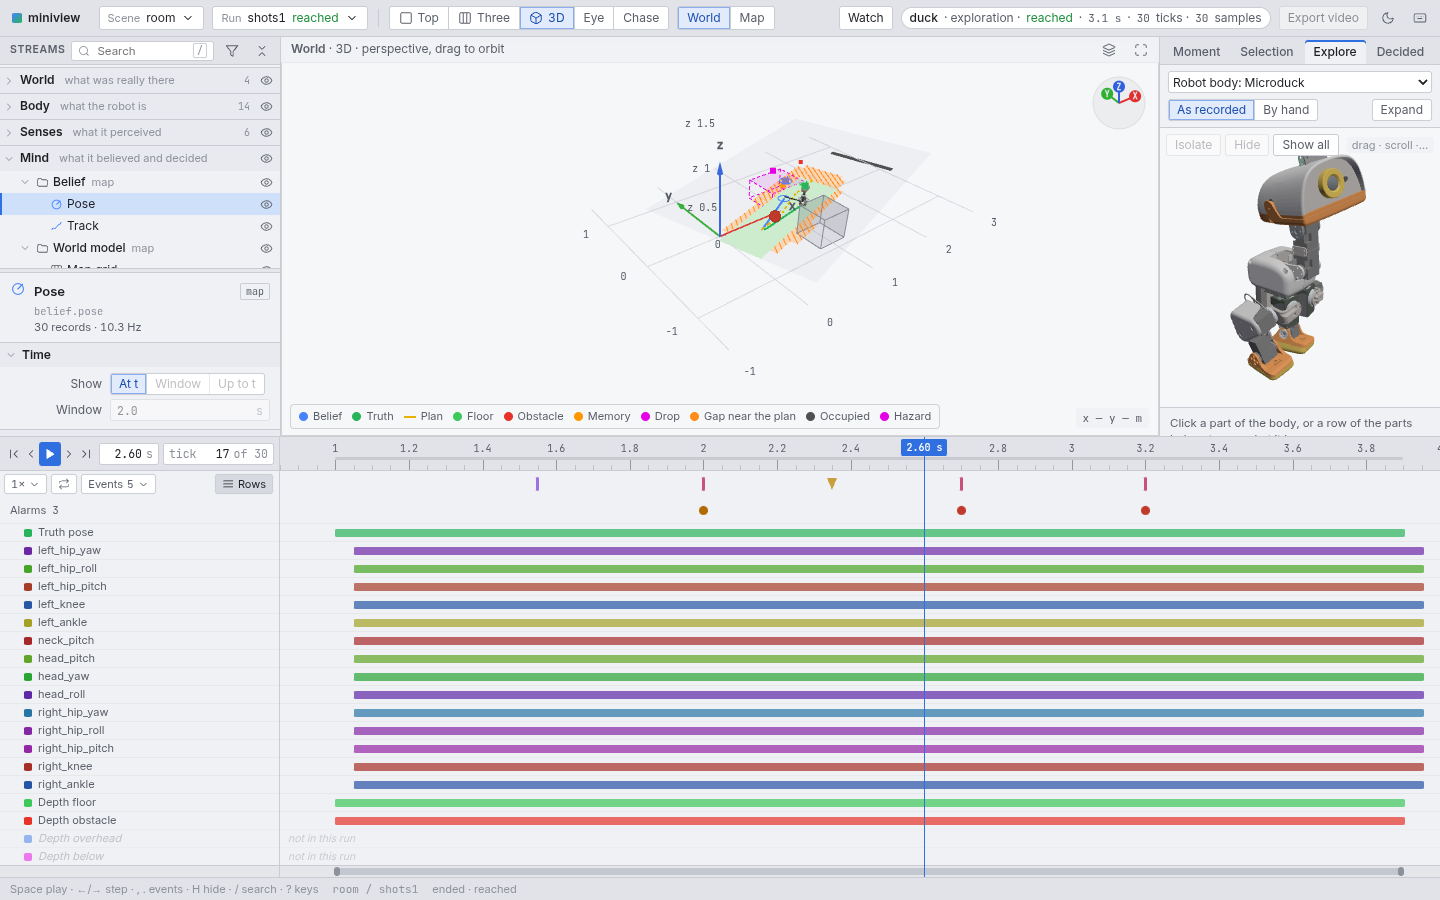 miniview
Scene room
Run shots1 reached
Top
Three
3D
Eye
Chase
World
Map
Watch
duck · exploration · reached · 3.1 s · 30 ticks · 30 samples
Export video
STREAMS
Search
/
World · 3D · perspective, drag to orbit
Moment
Selection
Explore
Decided
World what was really there 4
Body what the robot is 14
Senses what it perceived 6
Mind what it believed and decided
Belief map
Pose
Track
World model map
Robot body: Microduck
As recorded
By hand
Expand
Isolate
Hide
Show all
drag · scroll ·...
z 1.5
z
z 1
y
z 0.5
x
0
1
0
-1
-1
0
1
2
3
Z
Y
X
Pose
map
belief.pose
30 records · 10.3 Hz
Time
Show
At t
Window
Up to t
Window
2.0
s
Belief
Truth
Plan
Floor
Obstacle
Memory
Drop
Gap near the plan
Occupied
Hazard
x — y — m
Click a part of the body, or a row of the parts
2.60 s
tick 17 of 30
1
1.2
1.4
1.6
1.8
2
2.2
2.4
2.60 s
2.8
3
3.2
3.4
3.6
3.8
1×
Events 5
Rows
Alarms 3
Truth pose
left_hip_yaw
left_hip_roll
left_hip_pitch
left_knee
left_ankle
neck_pitch
head_pitch
head_yaw
head_roll
right_hip_yaw
right_hip_roll
right_hip_pitch
right_knee
right_ankle
Depth floor
Depth obstacle
Depth overhead not in this run
Depth below not in this run
Space play · ←/→ step · , . events · H hide · / search · ? keys room / shots1 ended · reached